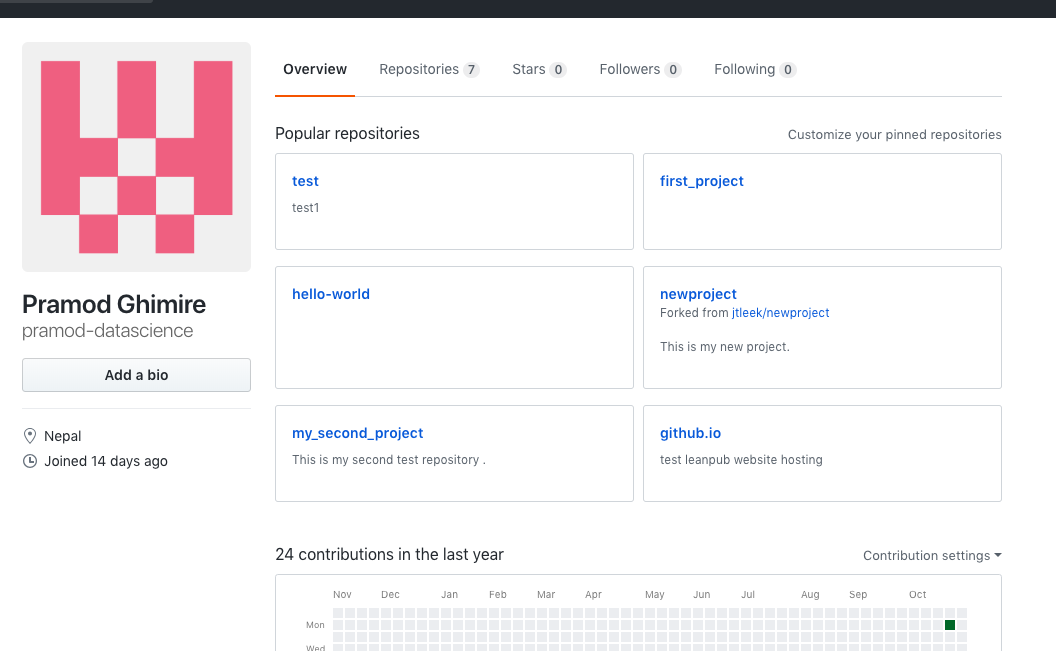 Overview Repositories 7 Stars 0 Followers 0 Following 0
Pramod Ghimire
pramod-datascience
Add a bio
Nepal
Joined 14 days ago
Popular repositories Customize your pinned repositories
test
test1
first_project
hello-world
newproject
Forked from jtleek/newproject
This is my new project.
my_second_project
This is my second test repository .
github.io
test leanpub website hosting
24 contributions in the last year Contribution settings
Nov Dec Jan Feb Mar Apr May Jun Jul Aug Sep Oct
Mon
Wed